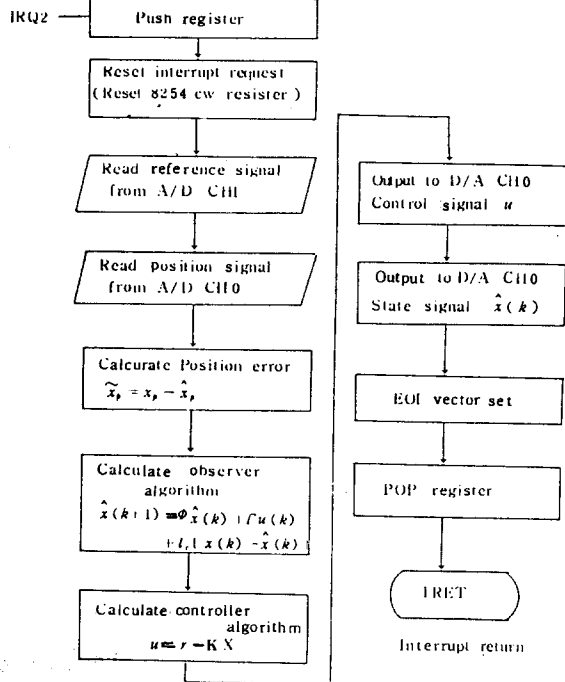 IRQ2
Push register
Reset interrupt request
(Reset 8254 cw resister)
Read reference signal
from A/D CH1
Read position signal
from A/D CH0
Calcurate Position error
x̃ₚ = xₚ − x̂ₚ
Calculate observer
algorithm
x̂(k+1) = Φ x̂(k) + Γu(k)
+ L[ x(k) − x̂(k)
Calculate controller
algorithm
u = r − K X
Output to D/A CH0
Control signal u
Output to D/A CH0
State signal x̂(k)
EOI vector set
POP register
IRET
Interrupt return